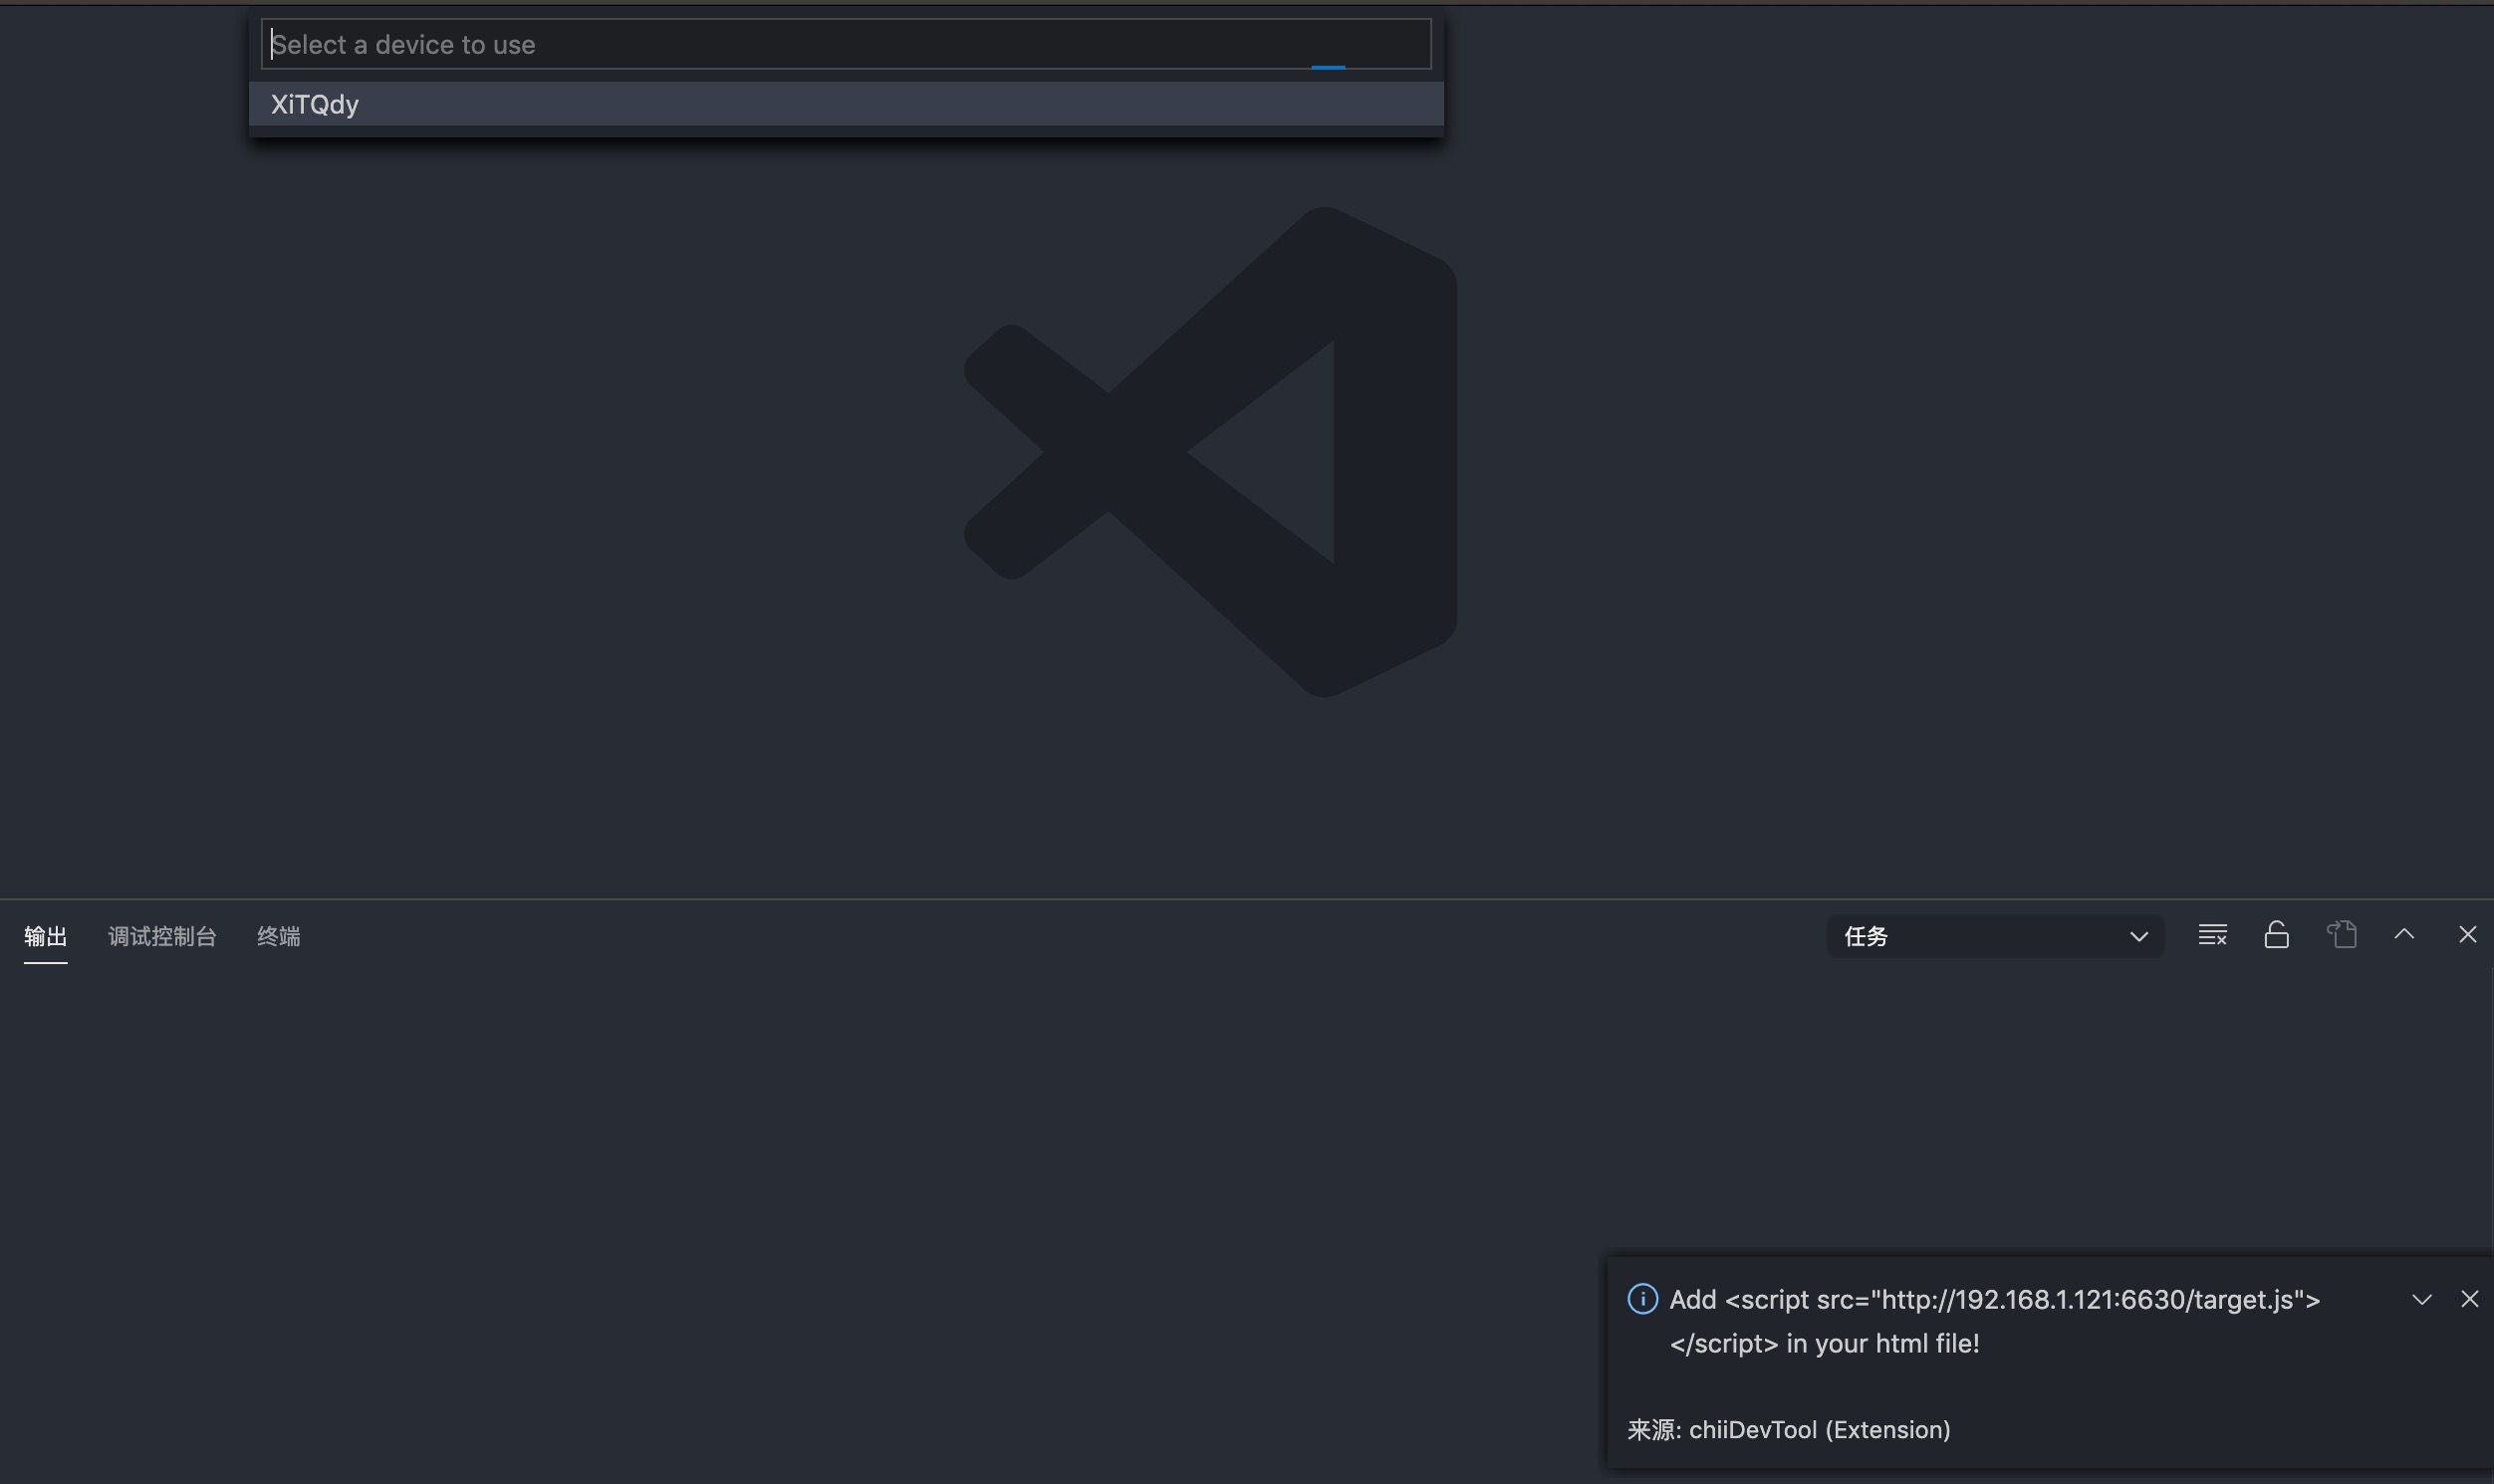 Select a device to use
XiTQdy
输出 调试控制台 终端 任务
Add <script src="http://192.168.1.121:6630/target.js">
</script> in your html file!
来源: chiiDevTool (Extension)